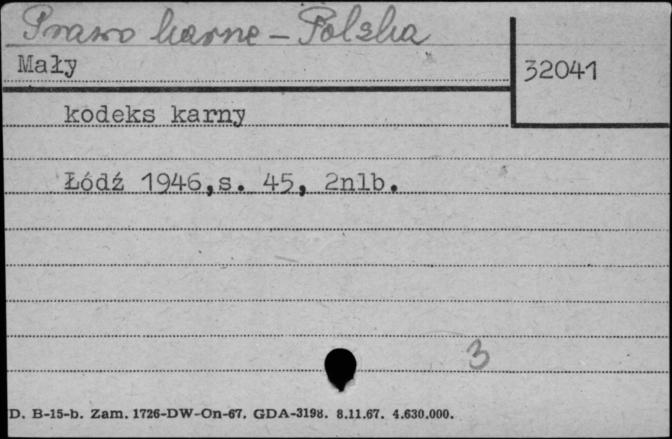 Prawo karne - Polska
Mały
32041
kodeks karny
Łódź 1946,s. 45, 2nlb.
3
D. B-15-b. Zam. 1726-DW-On-67. GDA-3198. 8.11.67. 4.630.000.